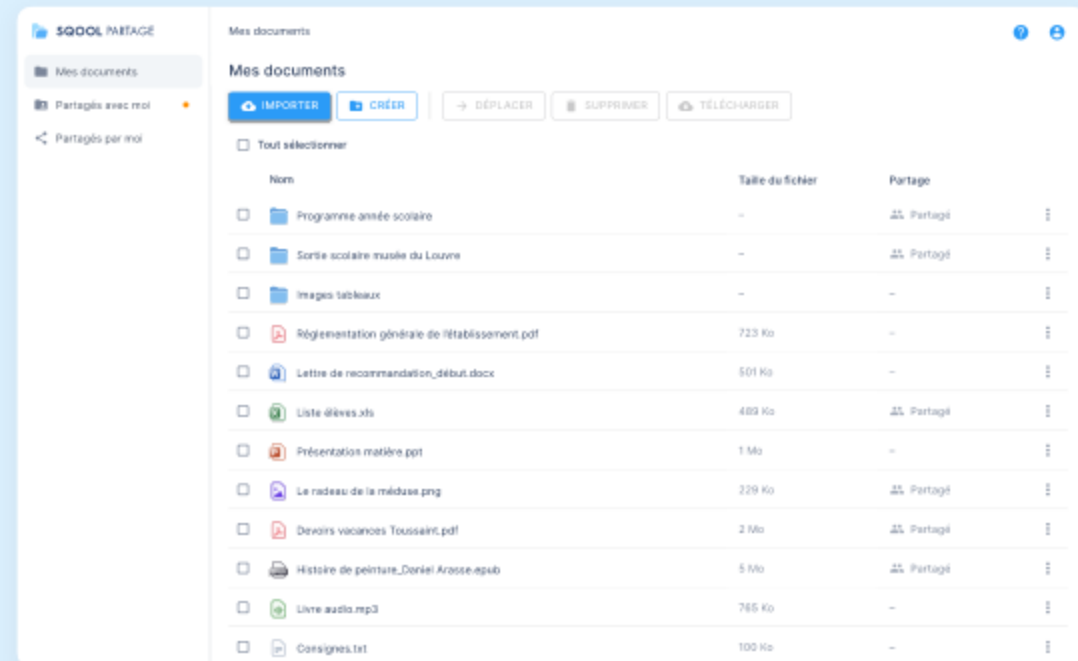 SQOOL PARTAGE
Mes documents
Partagés avec moi
Partagés par moi
Mes documents
Mes documents
IMPORTER CRÉER DÉPLACER SUPPRIMER TÉLÉCHARGER
Tout sélectionner
Nom Taille du fichier Partage
Programme année scolaire – Partagé
Sortie scolaire musée du Louvre – Partagé
Images tableaux – –
Réglementation générale de l'établissement.pdf 723 Ko –
Lettre de recommandation_début.docx 501 Ko –
Liste élèves.xls 489 Ko Partagé
Présentation matière.ppt 1 Mo –
Le radeau de la méduse.png 229 Ko Partagé
Devoirs vacances Toussaint.pdf 2 Mo Partagé
Histoire de peinture_Daniel Arasse.epub 5 Mo Partagé
Livre audio.mp3 765 Ko –
Consignes.txt 100 Ko –